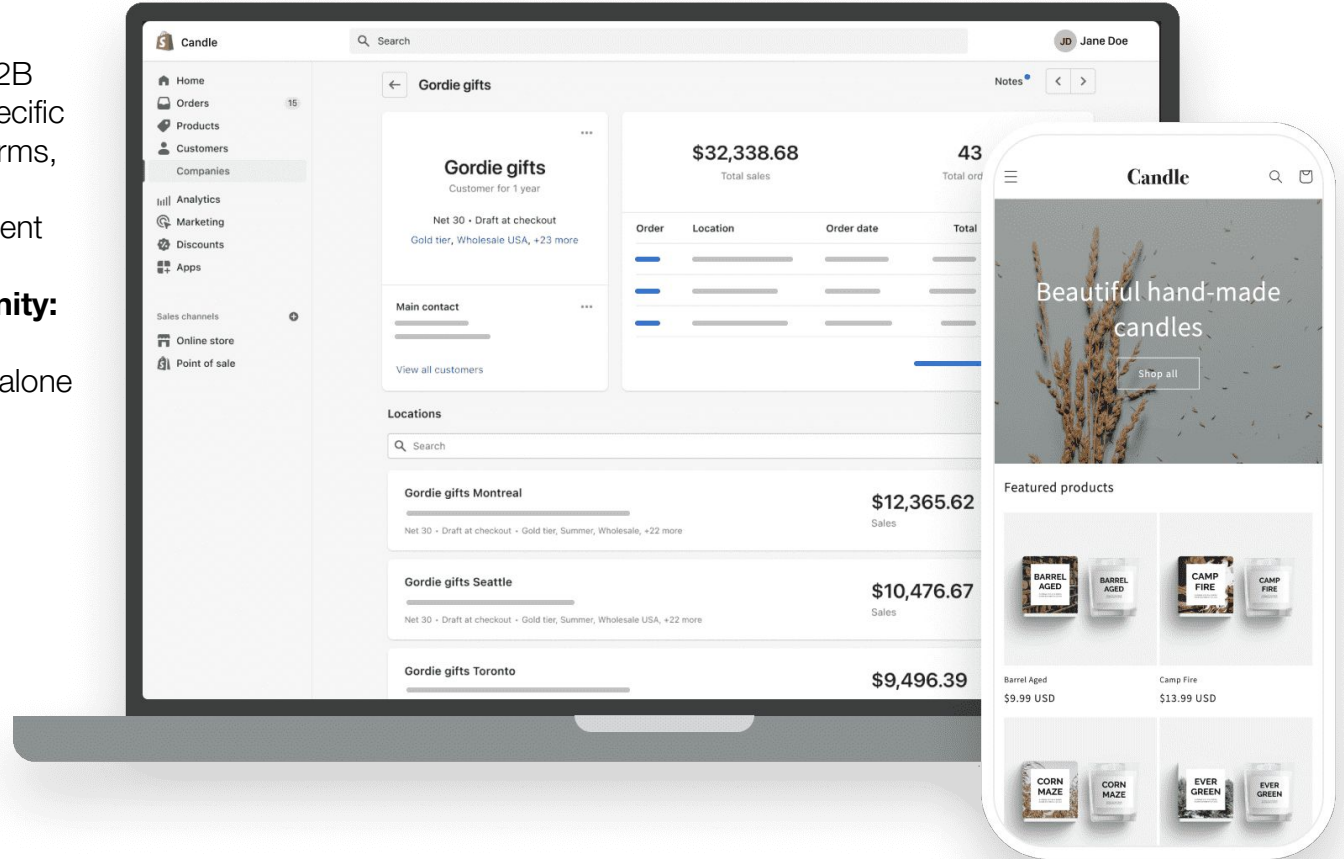 2B
ecific
rms,
ent
nity:
alone
Candle
Search
JD Jane Doe
Home
Orders 15
Products
Customers
Companies
Analytics
Marketing
Discounts
Apps
Sales channels
Online store
Point of sale
Gordie gifts
Notes
Gordie gifts
Customer for 1 year
Net 30 • Draft at checkout
Gold tier, Wholesale USA, +23 more
Main contact
View all customers
$32,338.68
Total sales
43
Total ord
Order Location Order date Total
Locations
Search
Gordie gifts Montreal
$12,365.62
Sales
Net 30 • Draft at checkout • Gold tier, Summer, Wholesale, +22 more
Gordie gifts Seattle
$10,476.67
Sales
Net 30 • Draft at checkout • Gold tier, Summer, Wholesale USA, +22 more
Gordie gifts Toronto
$9,496.39
Candle
Beautiful hand-made
candles
Shop all
Featured products
BARREL
AGED
BARREL
AGED
CAMP
FIRE
CAMP
FIRE
Barrel Aged
$9.99 USD
Camp Fire
$13.99 USD
CORN
MAZE
CORN
MAZE
EVER
GREEN
EVER
GREEN